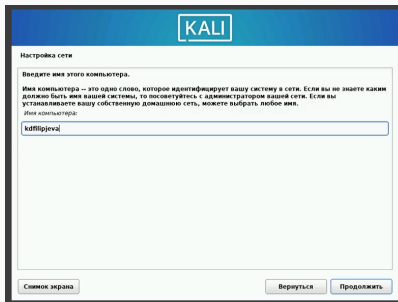 KALI
Настройка сети
Введите имя этого компьютера.
Имя компьютера -- это одно слово, которое идентифицирует вашу систему в сети. Если вы не знаете каким
должно быть имя вашей системы, то посоветуйтесь с администратором вашей сети. Если вы
устанавливаете вашу собственную домашнюю сеть, можете выбрать любое имя.
Имя компьютера:
kdfilipjeva
Снимок экрана
Вернуться
Продолжить